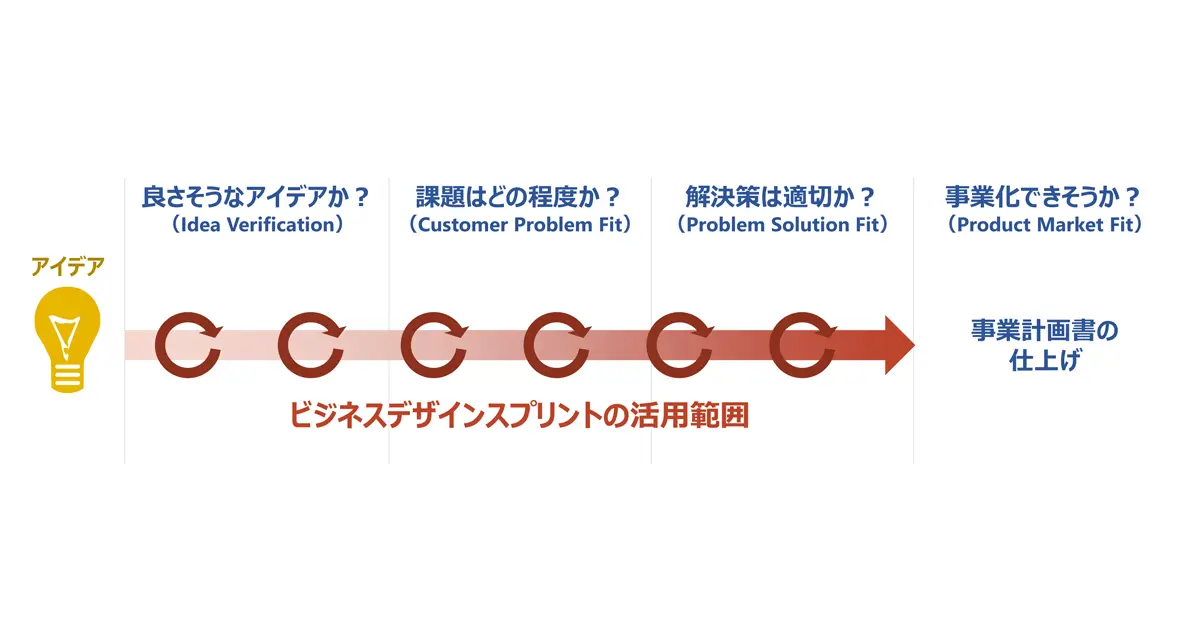 良さそうなアイデアか？
（Idea Verification）
課題はどの程度か？
（Customer Problem Fit）
解決策は適切か？
（Problem Solution Fit）
事業化できそうか？
（Product Market Fit）
アイデア
事業計画書の
仕上げ
ビジネスデザインスプリントの活用範囲